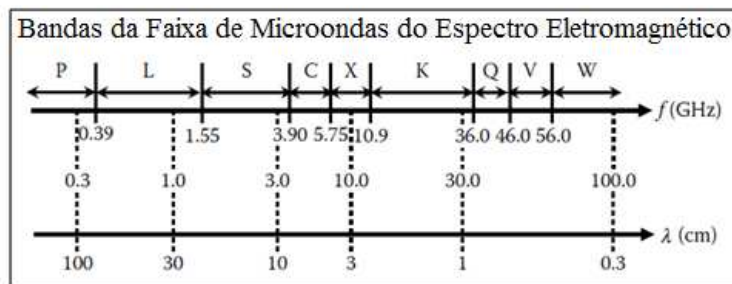 Bandas da Faixa de Microondas do Espectro Eletromagnético
P L S C X K Q V W
f (GHz)
0.39 1.55 3.90 5.75 10.9 36.0 46.0 56.0
0.3 1.0 3.0 10.0 30.0 100.0
λ (cm)
100 30 10 3 1 0.3